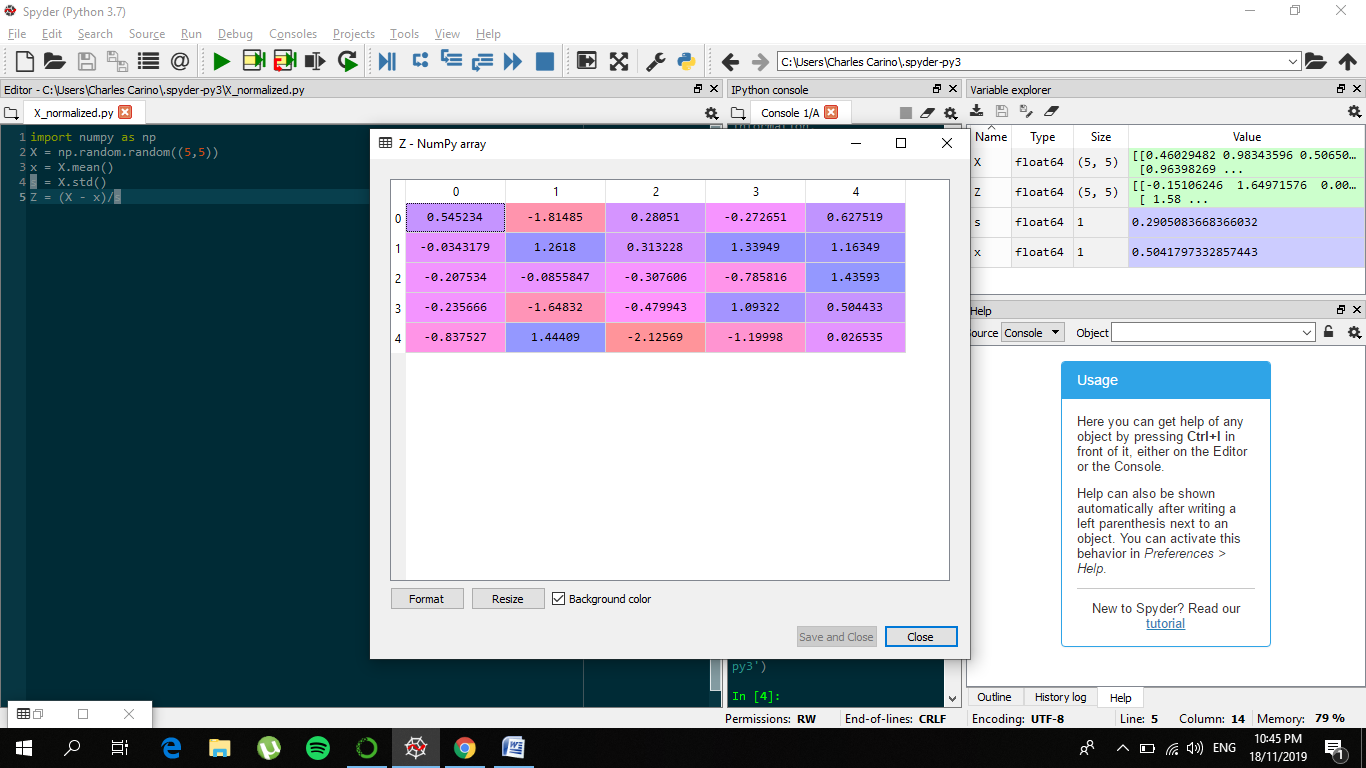 Spyder (Python 3.7)
File Edit Search Source Run Debug Consoles Projects Tools View Help
C:\Users\Charles Carino\.spyder-py3
Editor - C:\Users\Charles Carino\.spyder-py3\X_normalized.py
X_normalized.py
1 import numpy as np
2 X = np.random.random((5,5))
3 x = X.mean()
4 s = X.std()
5 Z = (X - x)/s
IPython console
Console 1/A
Z - NumPy array
0 1 2 3 4
0 0.545234 -1.81485 0.28051 -0.272651 0.627519
1 -0.0343179 1.2618 0.313228 1.33949 1.16349
2 -0.207534 -0.0855847 -0.307606 -0.785816 1.43593
3 -0.235666 -1.64832 -0.479943 1.09322 0.504433
4 -0.837527 1.44409 -2.12569 -1.19998 0.026535
Format Resize Background color
Save and Close Close
py3')
In [4]:
Variable explorer
Name Type Size Value
X float64 (5, 5) [[0.46029482 0.98343596 0.50650…
[0.96398269 ...
Z float64 (5, 5) [[-0.15106246 1.64971576 0.00…
[ 1.58 ...
s float64 1 0.2905083668366032
x float64 1 0.5041797332857443
Help
ource Console Object
Usage
Here you can get help of any
object by pressing Ctrl+I in
front of it, either on the Editor
or the Console.
Help can also be shown
automatically after writing a
left parenthesis next to an
object. You can activate this
behavior in Preferences >
Help.
New to Spyder? Read our
tutorial
Outline History log Help
Permissions: RW End-of-lines: CRLF Encoding: UTF-8 Line: 5 Column: 14 Memory: 79 %
ENG
10:45 PM
18/11/2019
1